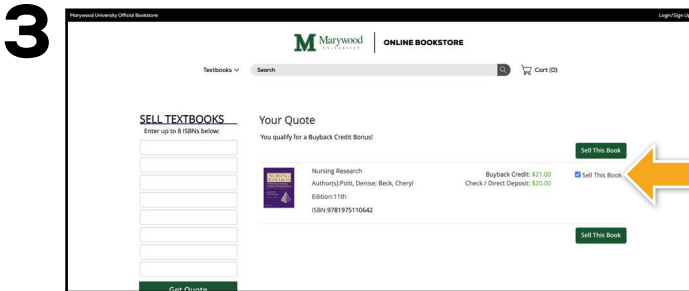 3
Marywood University Official Bookstore
Login/Sign Up
M Marywood UNIVERSITY ONLINE BOOKSTORE
Textbooks Search Cart (0)
SELL TEXTBOOKS
Enter up to 8 ISBNs below:
Get Quote
Your Quote
You qualify for a Buyback Credit Bonus!
Sell This Book
NURSING RESEARCH
Nursing Research
Author(s):Polit, Denise; Beck, Cheryl
Edition:11th
ISBN:9781975110642
Buyback Credit: $21.00
Check / Direct Deposit: $20.00
Sell This Book
Sell This Book